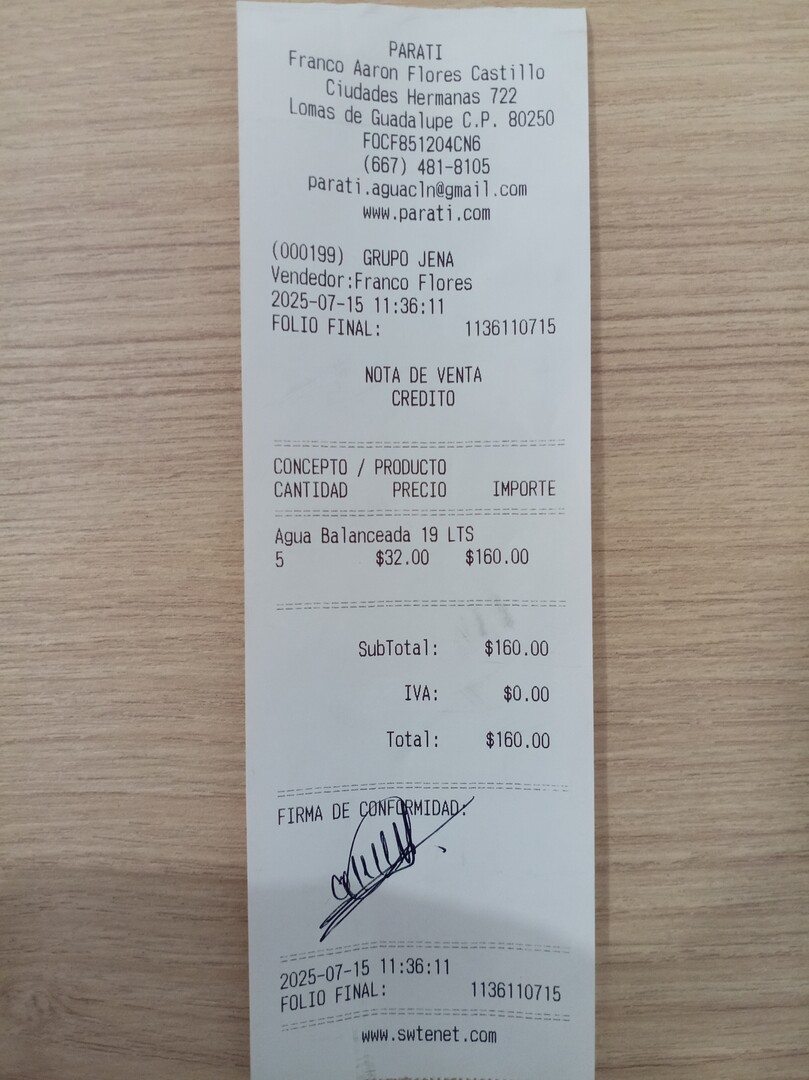 PARATI
Franco Aaron Flores Castillo
Ciudades Hermanas 722
Lomas de Guadalupe C.P. 80250
FOCF851204CN6
(667) 481-8105
parati.aguacln@gmail.com
www.parati.com
(000199) GRUPO JENA
Vendedor:Franco Flores
2025-07-15 11:36:11
FOLIO FINAL: 1136110715
NOTA DE VENTA
CREDITO
CONCEPTO / PRODUCTO
CANTIDAD PRECIO IMPORTE
Agua Balanceada 19 LTS
5 $32.00 $160.00
SubTotal: $160.00
IVA: $0.00
Total: $160.00
FIRMA DE CONFORMIDAD:
2025-07-15 11:36:11
FOLIO FINAL: 1136110715
www.swtenet.com